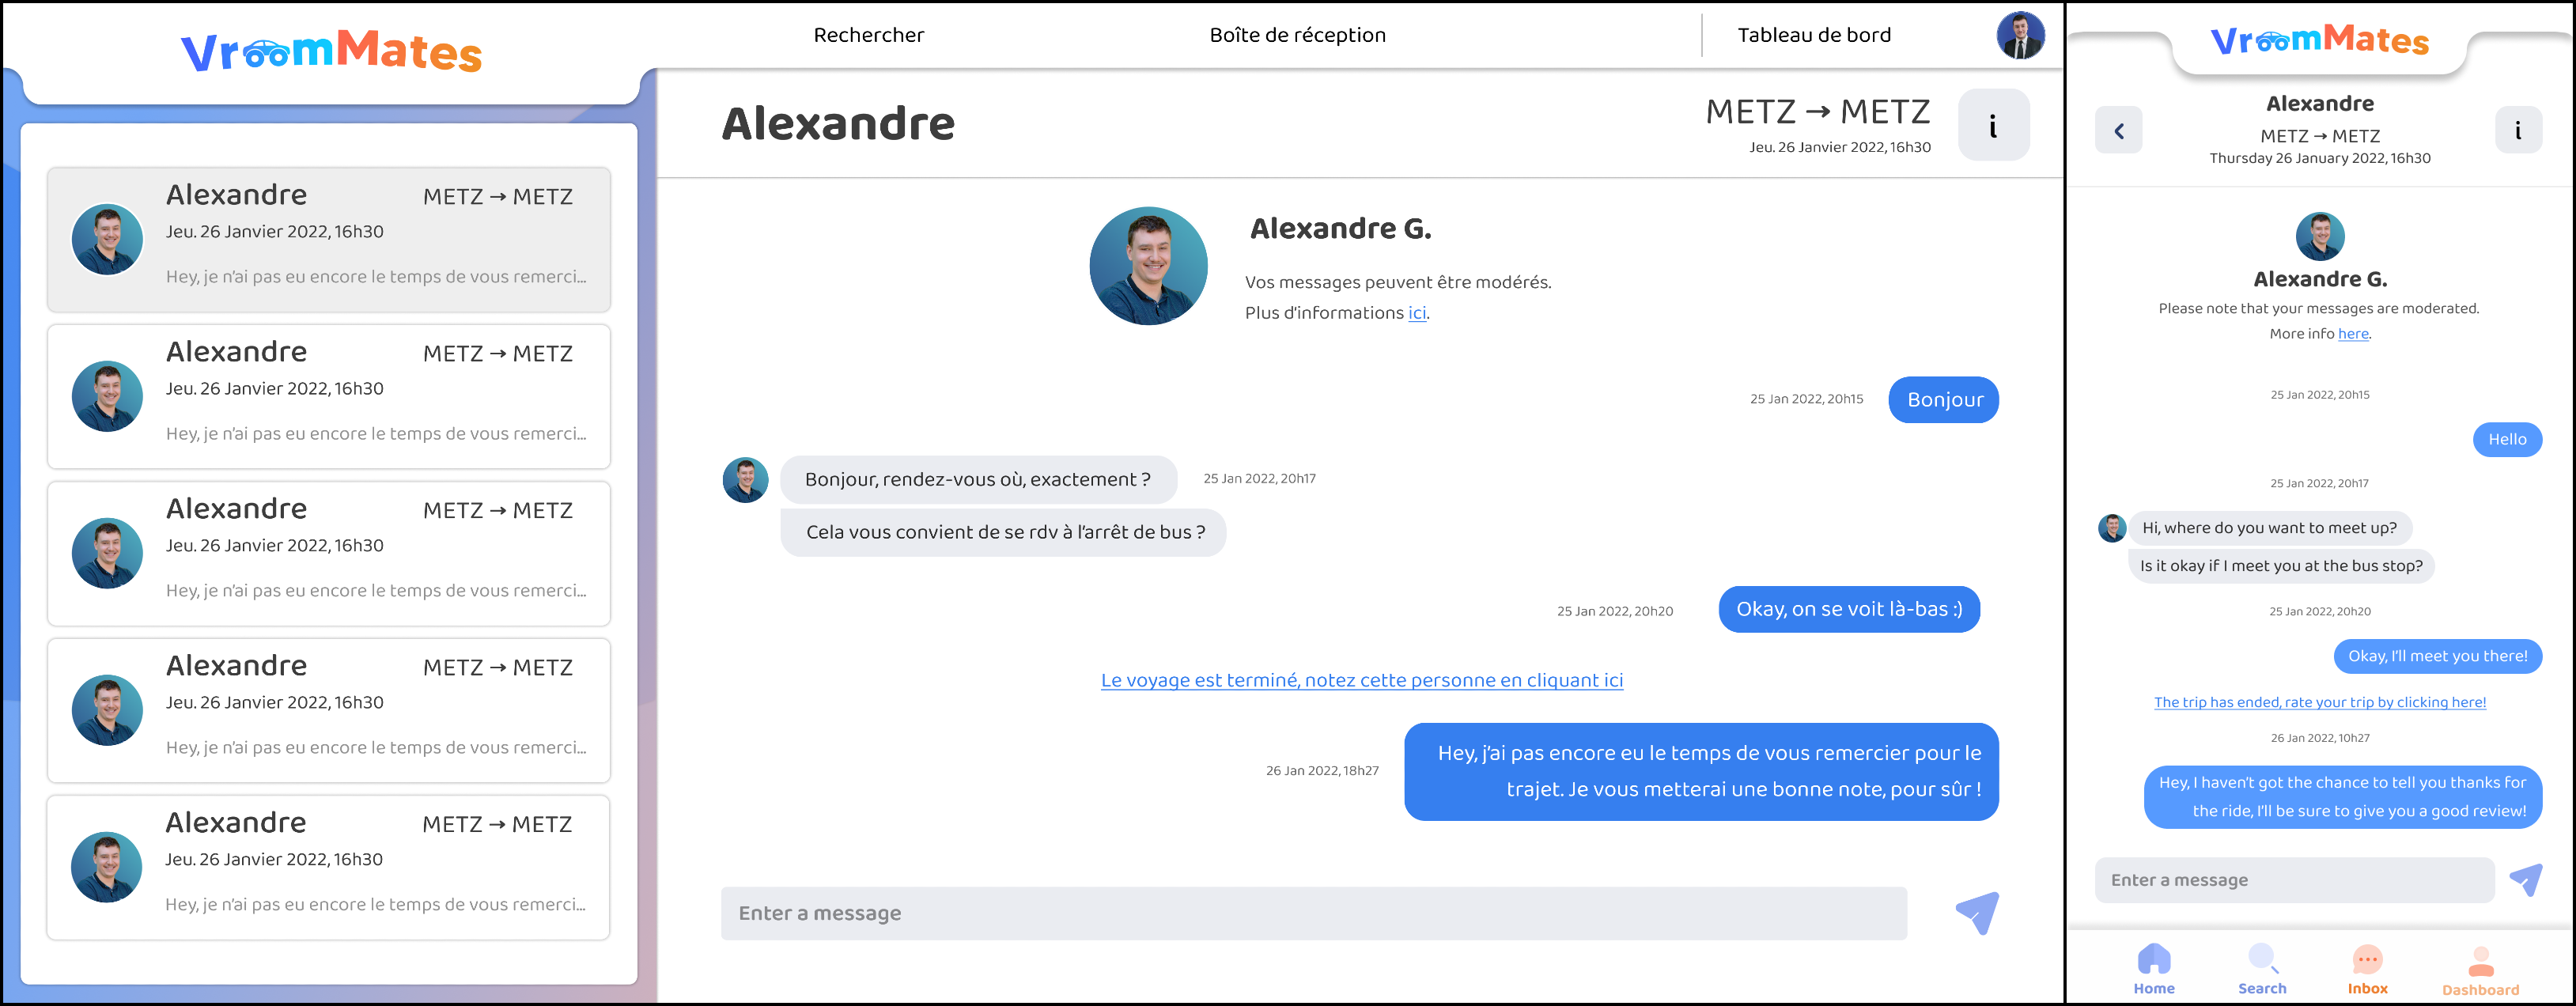 VroomMates
Rechercher
Boîte de réception
Tableau de bord
Alexandre
METZ → METZ
Jeu. 26 Janvier 2022, 16h30
Hey, je n'ai pas eu encore le temps de vous remerci...
Alexandre
METZ → METZ
Jeu. 26 Janvier 2022, 16h30
Hey, je n'ai pas eu encore le temps de vous remerci...
Alexandre
METZ → METZ
Jeu. 26 Janvier 2022, 16h30
Hey, je n'ai pas eu encore le temps de vous remerci...
Alexandre
METZ → METZ
Jeu. 26 Janvier 2022, 16h30
Hey, je n'ai pas eu encore le temps de vous remerci...
Alexandre
METZ → METZ
Jeu. 26 Janvier 2022, 16h30
Hey, je n'ai pas eu encore le temps de vous remerci...
Alexandre
METZ → METZ
Jeu. 26 Janvier 2022, 16h30
i
Alexandre G.
Vos messages peuvent être modérés.
Plus d'informations ici.
25 Jan 2022, 20h15
Bonjour
Bonjour, rendez-vous où, exactement ?
25 Jan 2022, 20h17
Cela vous convient de se rdv à l'arrêt de bus ?
25 Jan 2022, 20h20
Okay, on se voit là-bas :)
Le voyage est terminé, notez cette personne en cliquant ici
26 Jan 2022, 18h27
Hey, j'ai pas encore eu le temps de vous remercier pour le
trajet. Je vous metterai une bonne note, pour sûr !
Enter a message
VroomMates
Alexandre
METZ → METZ
Thursday 26 January 2022, 16h30
i
Alexandre G.
Please note that your messages are moderated.
More info here.
25 Jan 2022, 20h15
Hello
25 Jan 2022, 20h17
Hi, where do you want to meet up?
Is it okay if I meet you at the bus stop?
25 Jan 2022, 20h20
Okay, I'll meet you there!
The trip has ended, rate your trip by clicking here!
26 Jan 2022, 10h27
Hey, I haven't got the chance to tell you thanks for
the ride, I'll be sure to give you a good review!
Enter a message
Home
Search
Inbox
Dashboard